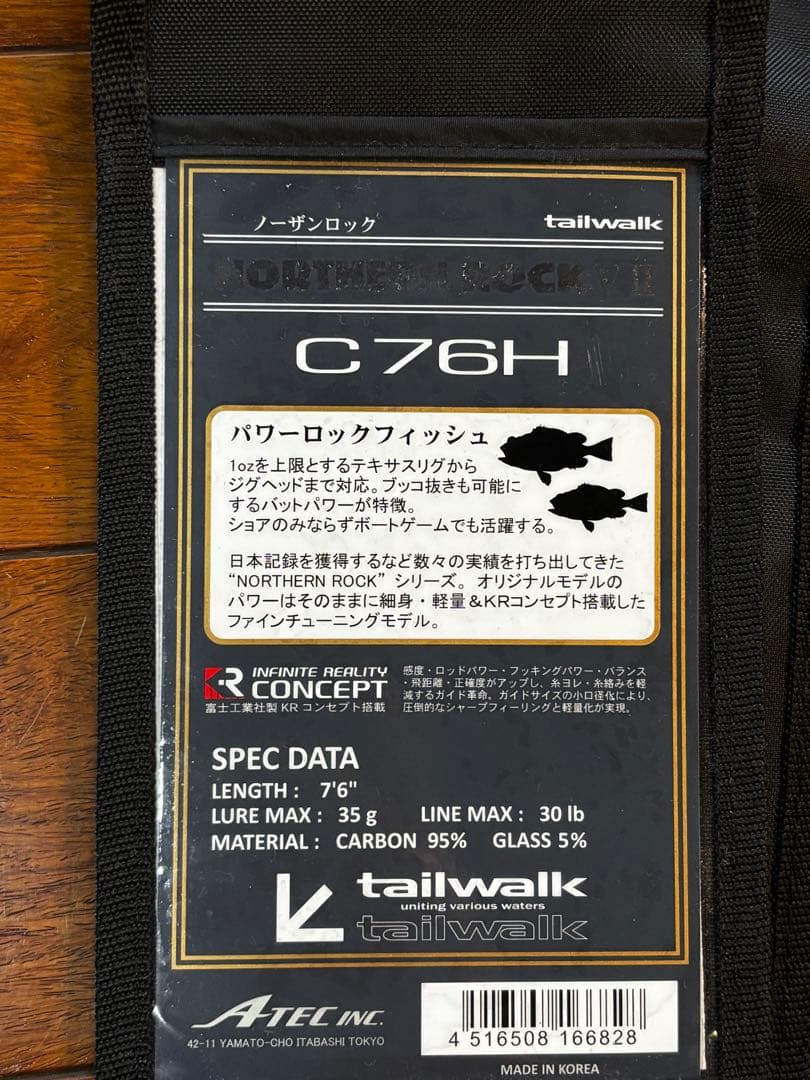 ノーザンロック
tailwalk
NORTHERN ROCK VⅡ
C76H
パワーロックフィッシュ
1ozを上限とするテキサスリグから
ジグヘッドまで対応。ブッコ抜きも可能に
するバットパワーが特徴。
ショアのみならずボートゲームでも活躍する。
日本記録を獲得するなど数々の実績を打ち出してきた
“NORTHERN ROCK”シリーズ。オリジナルモデルの
パワーはそのままに細身・軽量&KRコンセプト搭載した
ファインチューニングモデル。
KR INFINITE REALITY
CONCEPT
富士工業社製 KR コンセプト搭載
感度・ロッドパワー・フッキングパワー・バランス
・飛距離・正確度がアップし、糸ヨレ・糸絡みを軽
減するガイド革命。ガイドサイズの小口径化により、
圧倒的なシャープフィーリングと軽量化が実現。
SPEC DATA
LENGTH : 7'6"
LURE MAX : 35 g LINE MAX : 30 lb
MATERIAL : CARBON 95% GLASS 5%
tailwalk
uniting various waters
tailwalk
ATEC INC.
42-11 YAMATO-CHO ITABASHI TOKYO
4 516508 166828
MADE IN KOREA